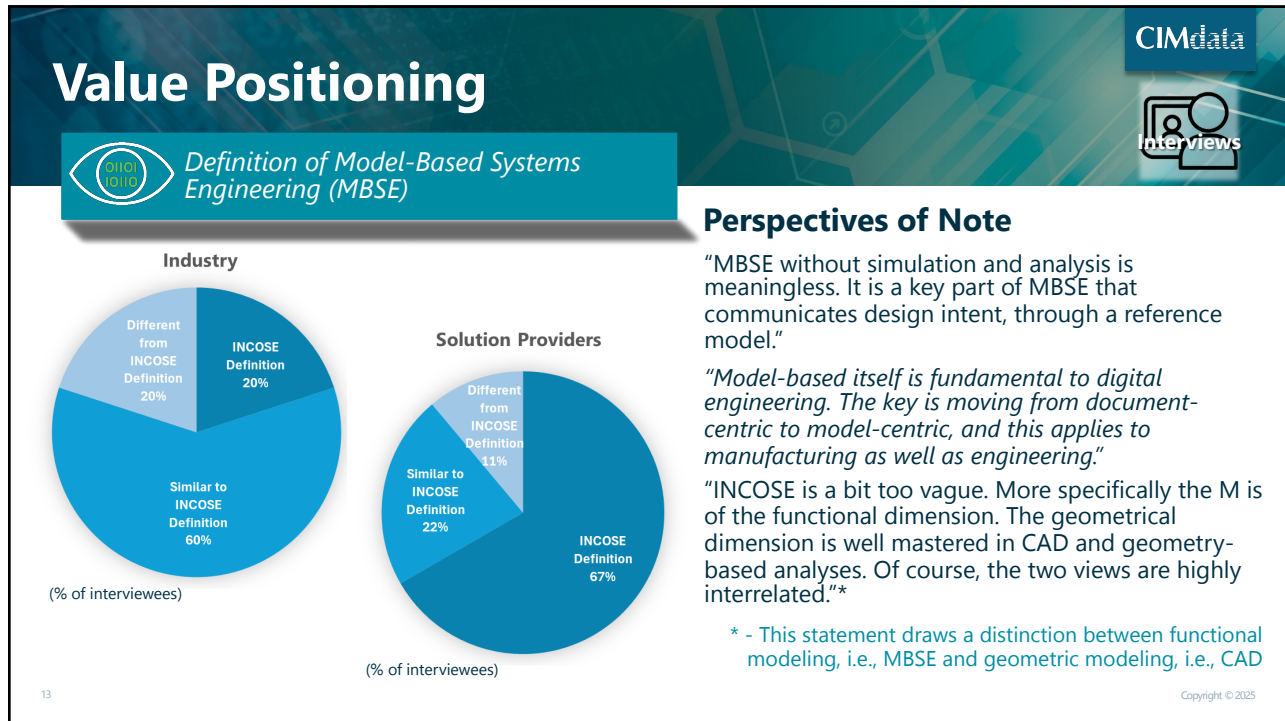 CIMdata
Value Positioning
Interviews
01101
10110
Definition of Model-Based Systems
Engineering (MBSE)
Industry
Different
from
INCOSE
Definition
20%
INCOSE
Definition
20%
Similar to
INCOSE
Definition
60%
(% of interviewees)
Solution Providers
Different
from
INCOSE
Definition
11%
Similar to
INCOSE
Definition
22%
INCOSE
Definition
67%
(% of interviewees)
Perspectives of Note
“MBSE without simulation and analysis is
meaningless. It is a key part of MBSE that
communicates design intent, through a reference
model.”
“Model-based itself is fundamental to digital
engineering. The key is moving from document-
centric to model-centric, and this applies to
manufacturing as well as engineering.”
“INCOSE is a bit too vague. More specifically the M is
of the functional dimension. The geometrical
dimension is well mastered in CAD and geometry-
based analyses. Of course, the two views are highly
interrelated.”*
* - This statement draws a distinction between functional
modeling, i.e., MBSE and geometric modeling, i.e., CAD
13
Copyright © 2025